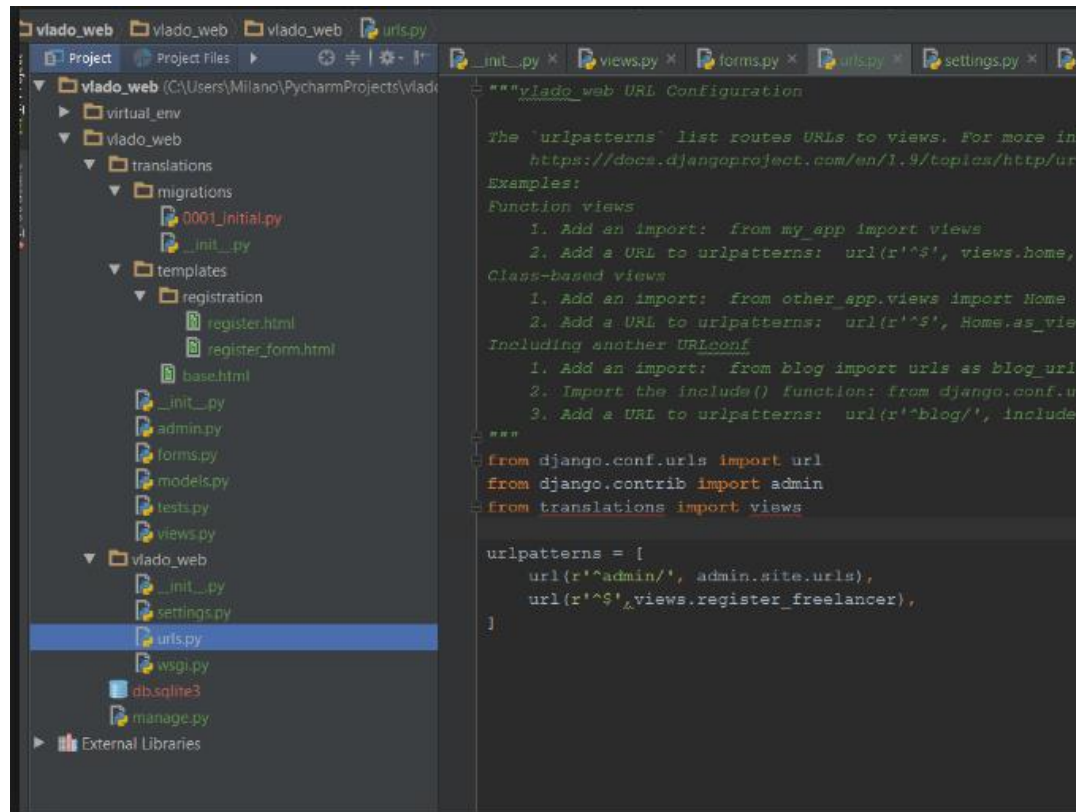 vlado_web vlado_web vlado_web urls.py
Project Project Files
__init__.py views.py forms.py urls.py settings.py
vlado_web (C:\Users\Milano\PycharmProjects\vlado
virtual_env
vlado_web
translations
migrations
0001_initial.py
__init__.py
templates
registration
register.html
register_form.html
base.html
__init__.py
admin.py
forms.py
models.py
tests.py
views.py
vlado_web
__init__.py
settings.py
urls.py
wsgi.py
db.sqlite3
manage.py
External Libraries
"""vlado_web URL Configuration
The `urlpatterns` list routes URLs to views. For more in
https://docs.djangoproject.com/en/1.9/topics/http/ur
Examples:
Function views
1. Add an import:  from my_app import views
2. Add a URL to urlpatterns:  url(r'^$', views.home,
Class-based views
1. Add an import:  from other_app.views import Home
2. Add a URL to urlpatterns:  url(r'^$', Home.as_vie
Including another URLconf
1. Add an import:  from blog import urls as blog_url
2. Import the include() function: from django.conf.u
3. Add a URL to urlpatterns:  url(r'^blog/', include
"""
from django.conf.urls import url
from django.contrib import admin
from translations import views
urlpatterns = [
url(r'^admin/', admin.site.urls),
url(r'^$',views.register_freelancer),
]